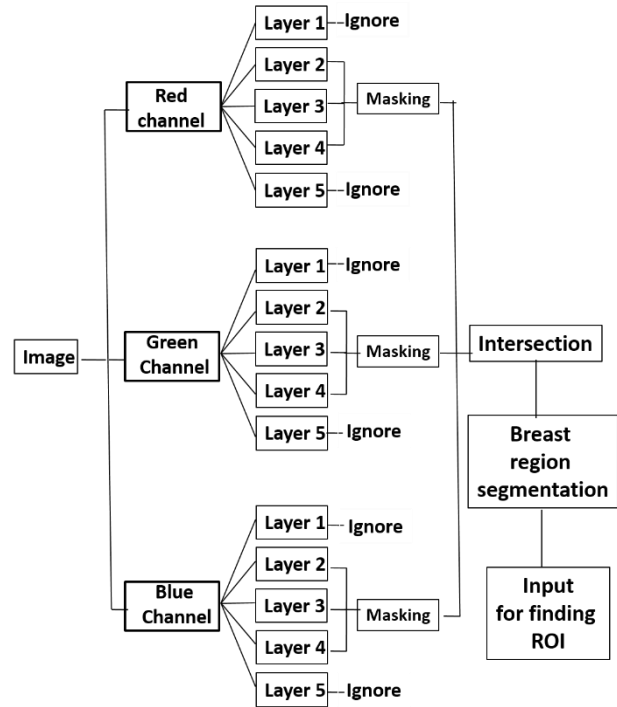 Image
Red
channel
Layer 1
Ignore
Layer 2
Layer 3
Layer 4
Layer 5
Ignore
Masking
Green
Channel
Layer 1
Ignore
Layer 2
Layer 3
Layer 4
Layer 5
Ignore
Masking
Blue
Channel
Layer 1
Ignore
Layer 2
Layer 3
Layer 4
Layer 5
Ignore
Masking
Intersection
Breast
region
segmentation
Input
for finding
ROI